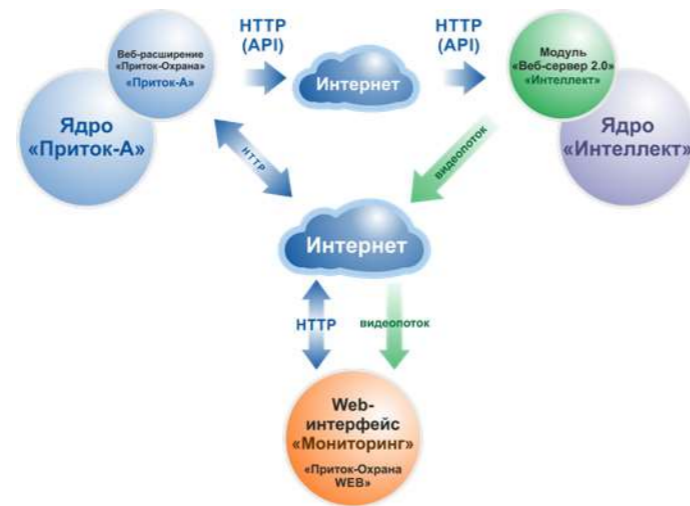 HTTP
(API)
HTTP
(API)
Веб-расширение
«Приток-Охрана»
«Приток-А»
Интернет
Модуль
«Веб-сервер 2.0»
«Интеллект»
Ядро
«Приток-А»
Ядро
«Интеллект»
HTTP
видеопоток
Интернет
HTTP
видеопоток
Web-
интерфейс
«Мониторинг»
«Приток-Охрана
WEB»